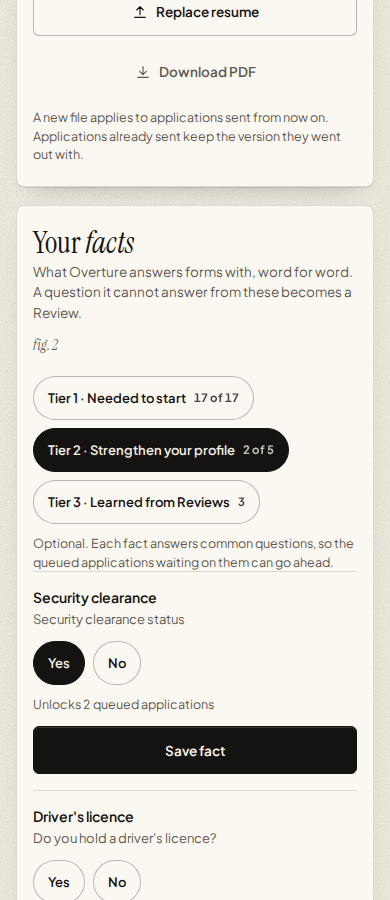 Replace resume
Download PDF
A new file applies to applications sent from now on.
Applications already sent keep the version they went
out with.
Your facts
What Overture answers forms with, word for word.
A question it cannot answer from these becomes a
Review.
fig. 2
Tier 1 · Needed to start 17 of 17
Tier 2 · Strengthen your profile 2 of 5
Tier 3 · Learned from Reviews 3
Optional. Each fact answers common questions, so the
queued applications waiting on them can go ahead.
Security clearance
Security clearance status
Yes No
Unlocks 2 queued applications
Save fact
Driver's licence
Do you hold a driver's licence?
Yes No